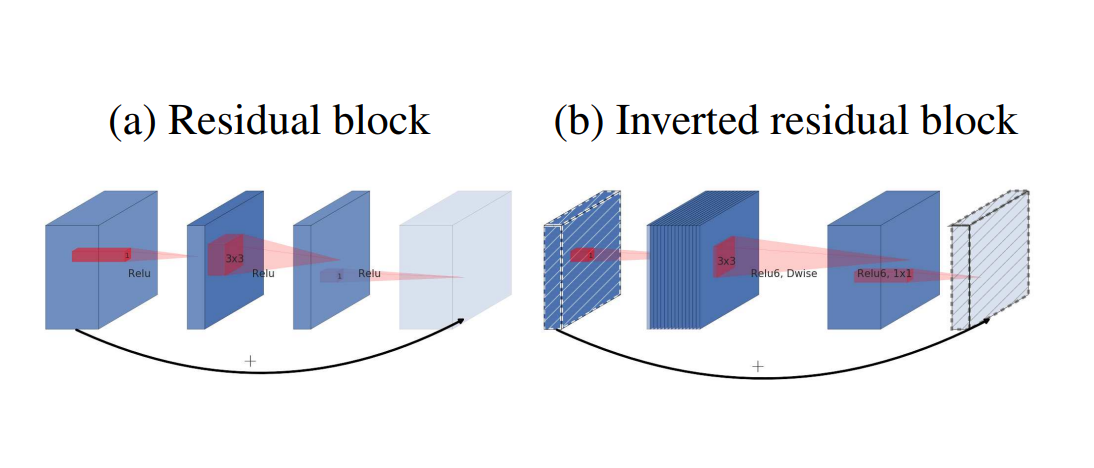 (a) Residual block
(b) Inverted residual block
1
Relu
3x3
Relu
1
Relu
+
1
3x3
Relu6, Dwise
Relu6, 1x1
+